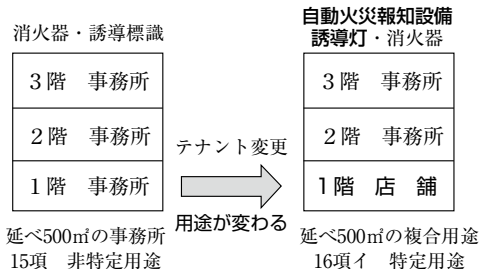 消火器・誘導標識
3階 事務所
2階 事務所
1階 事務所
延べ500㎡の事務所
15項 非特定用途
テナント変更
用途が変わる
自動火災報知設備
誘導灯・消火器
3階 事務所
2階 事務所
1階 店 舗
延べ500㎡の複合用途
16項イ 特定用途